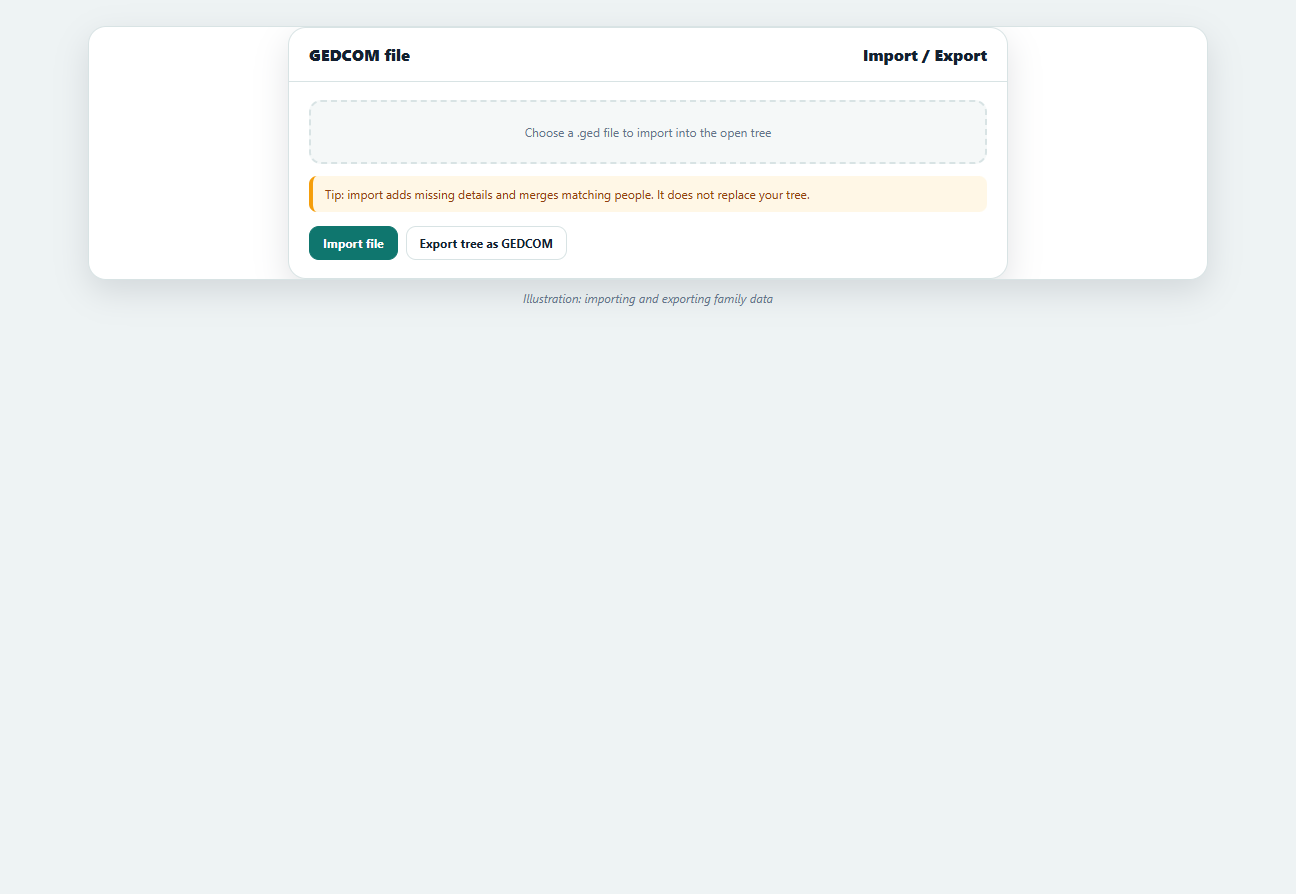 GEDCOM file
Import / Export
Choose a .ged file to import into the open tree
Tip: import adds missing details and merges matching people. It does not replace your tree.
Import file
Export tree as GEDCOM
Illustration: importing and exporting family data